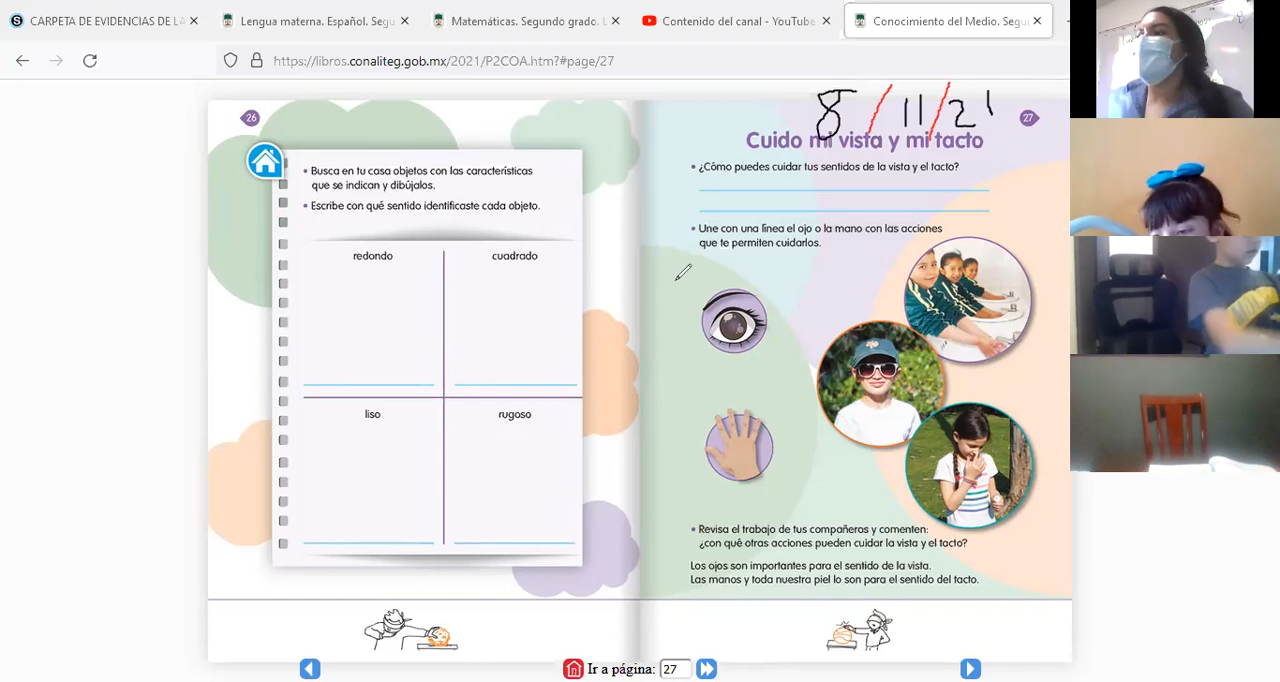 CARPETA DE EVIDENCIAS DE LA
Lengua materna. Español. Segu
Matemáticas. Segundo grado. L
Contenido del canal - YouTube
Conocimiento del Medio. Segu
https://libros.conaliteg.gob.mx/2021/P2COA.htm?#page/27
26
• Busca en tu casa objetos con las características
que se indican y dibújalos.
• Escribe con qué sentido identificaste cada objeto.
redondo
cuadrado
liso
rugoso
8/11/21
27
Cuido mi vista y mi tacto
• ¿Cómo puedes cuidar tus sentidos de la vista y el tacto?
• Une con una línea el ojo o la mano con las acciones
que te permiten cuidarlos.
• Revisa el trabajo de tus compañeros y comenten:
¿con qué otras acciones pueden cuidar la vista y el tacto?
Los ojos son importantes para el sentido de la vista.
Las manos y toda nuestra piel lo son para el sentido del tacto.
Ir a página: 27